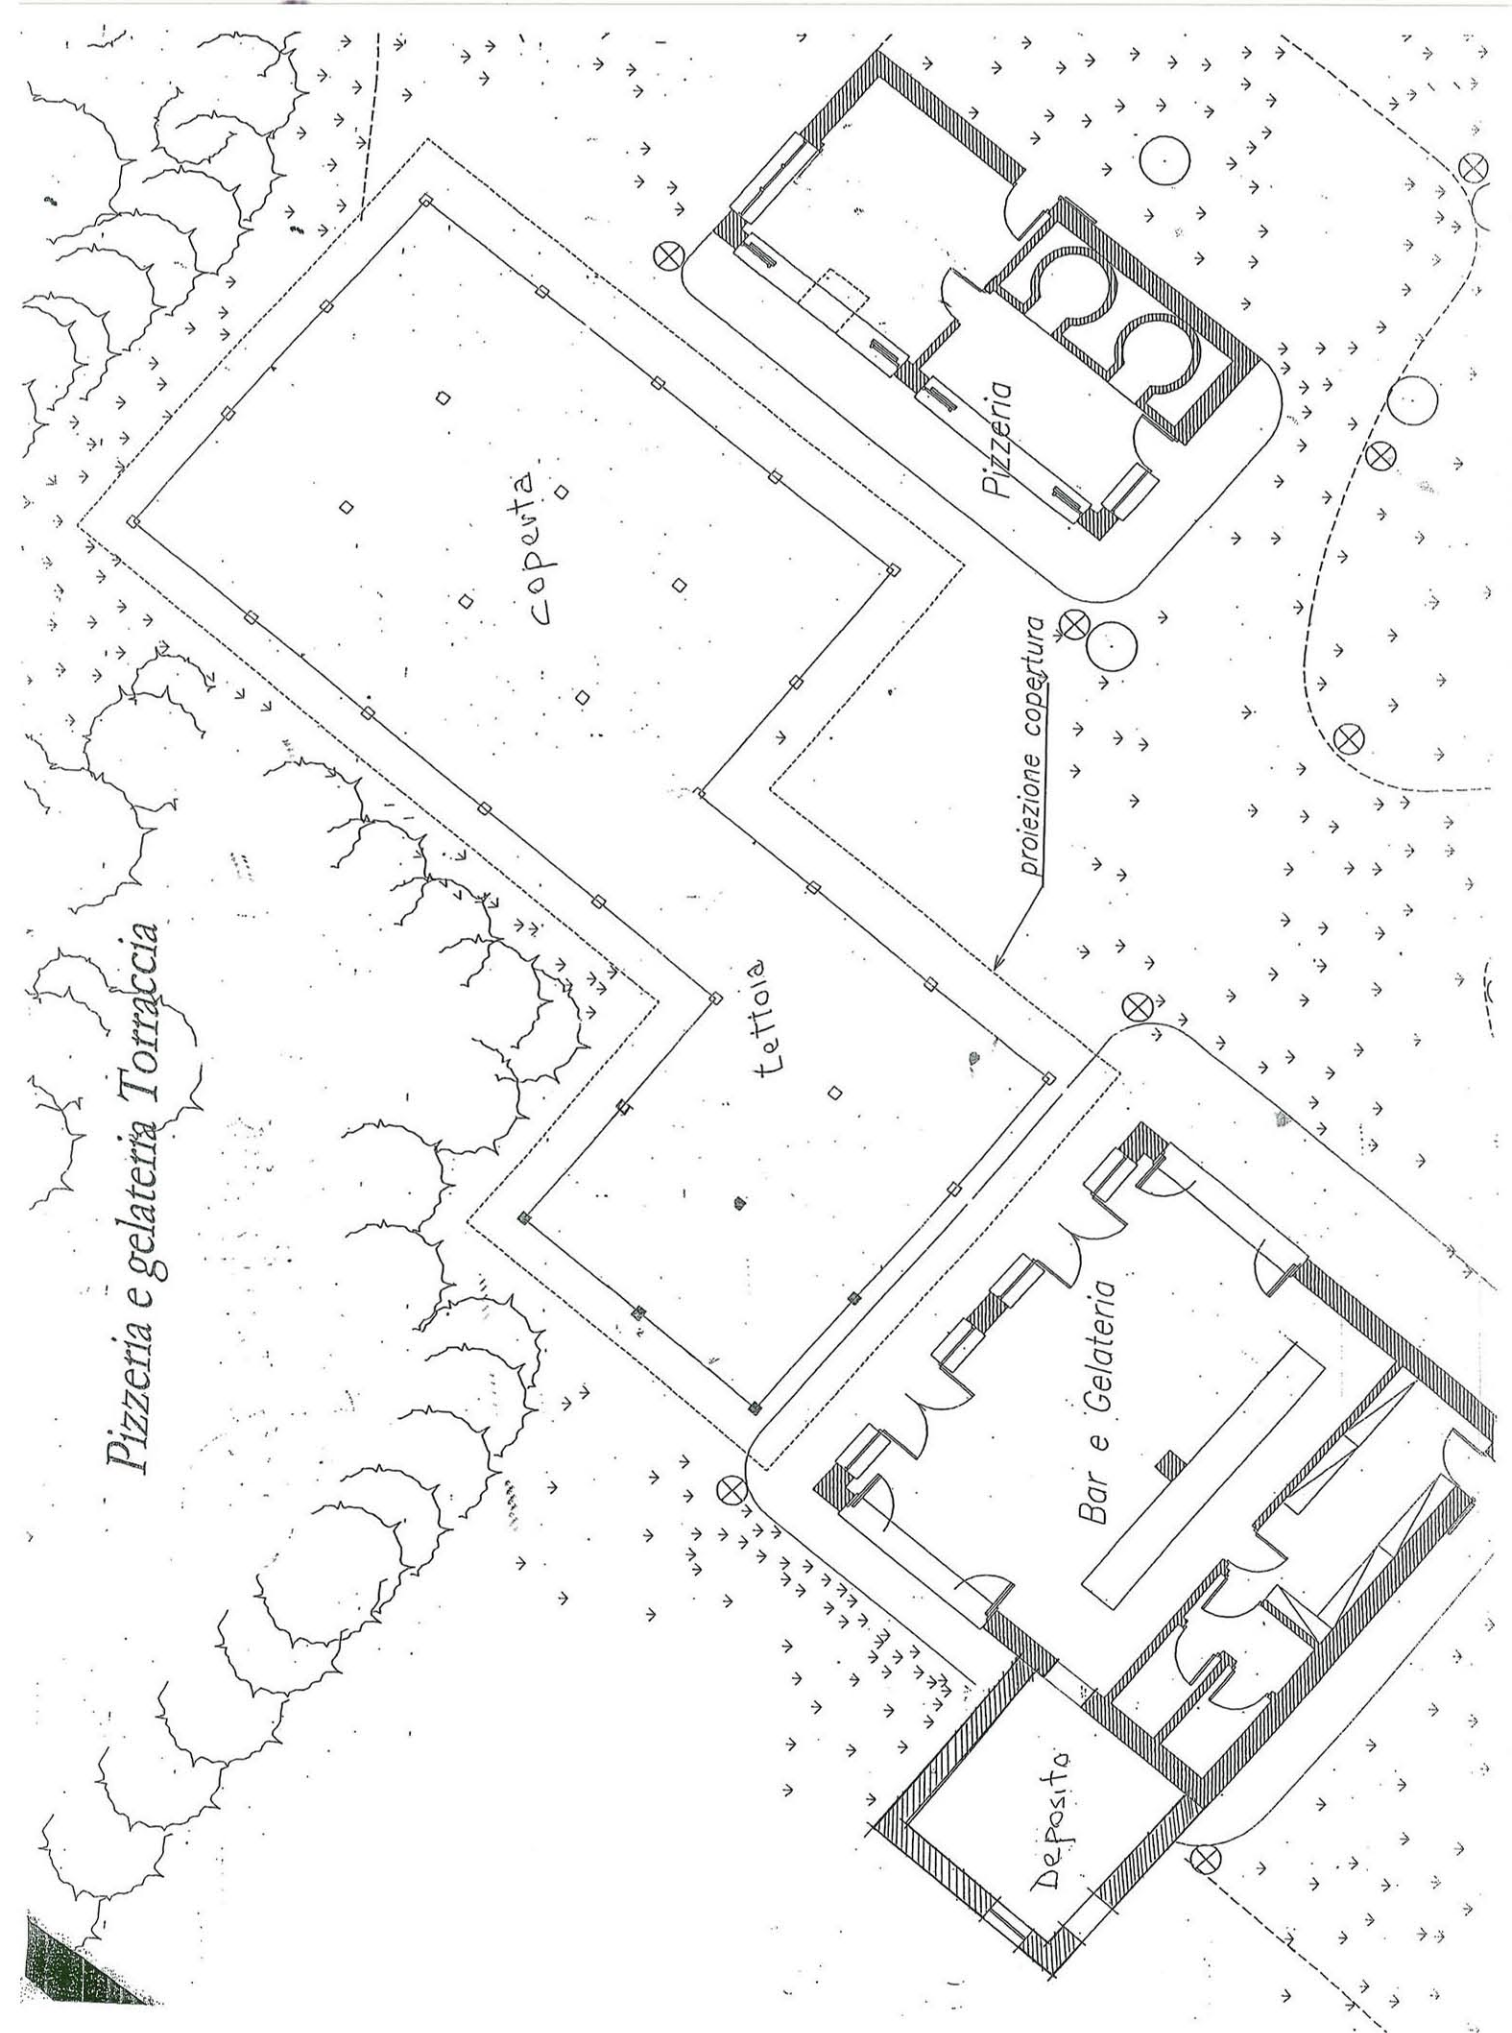 Pizzeria e gelateria Torraccia
tettoia coperta
Pizzeria
proiezione copertura
Bar e Gelateria
Deposito